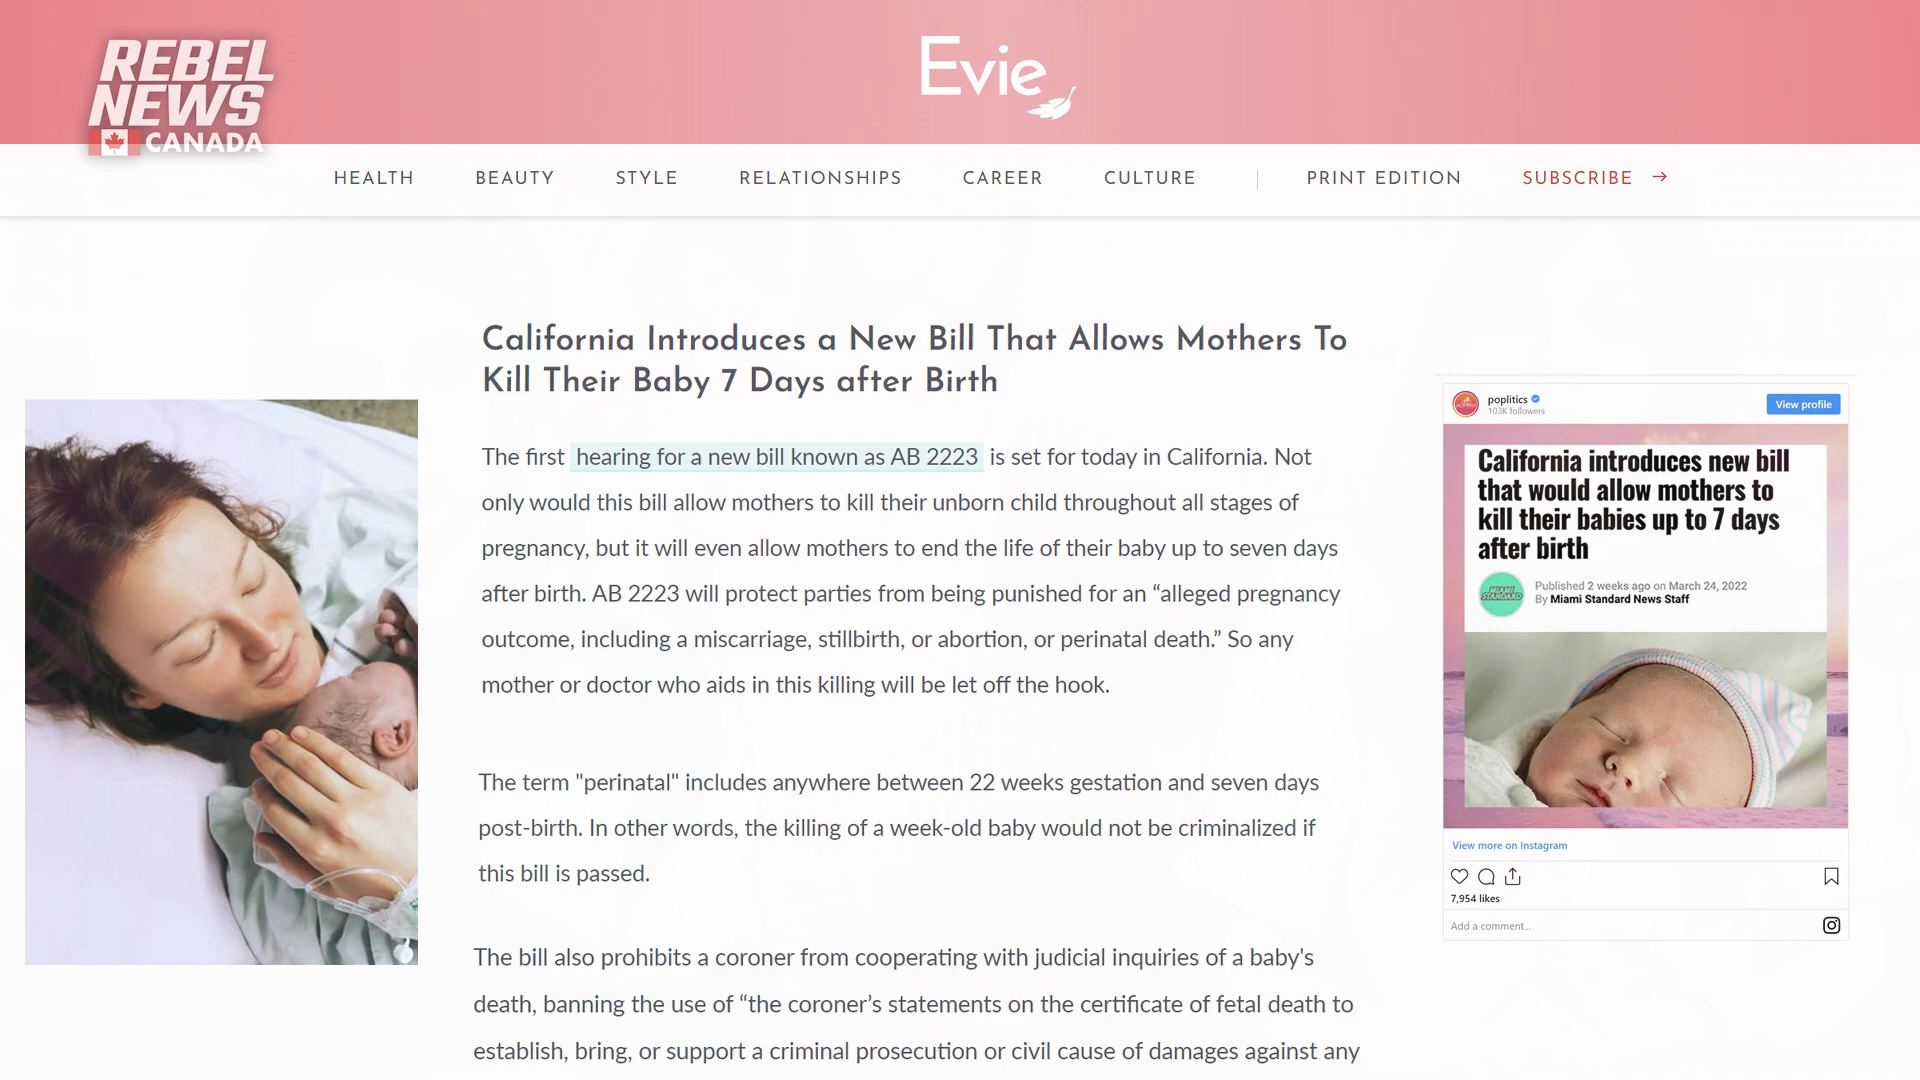 REBEL
NEWS
CANADA
Evie
HEALTH BEAUTY STYLE RELATIONSHIPS CAREER CULTURE PRINT EDITION SUBSCRIBE →
California Introduces a New Bill That Allows Mothers To
Kill Their Baby 7 Days after Birth
The first hearing for a new bill known as AB 2223 is set for today in California. Not
only would this bill allow mothers to kill their unborn child throughout all stages of
pregnancy, but it will even allow mothers to end the life of their baby up to seven days
after birth. AB 2223 will protect parties from being punished for an “alleged pregnancy
outcome, including a miscarriage, stillbirth, or abortion, or perinatal death.” So any
mother or doctor who aids in this killing will be let off the hook.
The term "perinatal" includes anywhere between 22 weeks gestation and seven days
post-birth. In other words, the killing of a week-old baby would not be criminalized if
this bill is passed.
The bill also prohibits a coroner from cooperating with judicial inquiries of a baby's
death, banning the use of “the coroner’s statements on the certificate of fetal death to
establish, bring, or support a criminal prosecution or civil cause of damages against any
poplitics
103K followers
View profile
California introduces new bill
that would allow mothers to
kill their babies up to 7 days
after birth
MIAMI
STANDARD
Published 2 weeks ago on March 24, 2022
By Miami Standard News Staff
View more on Instagram
7,954 likes
Add a comment...